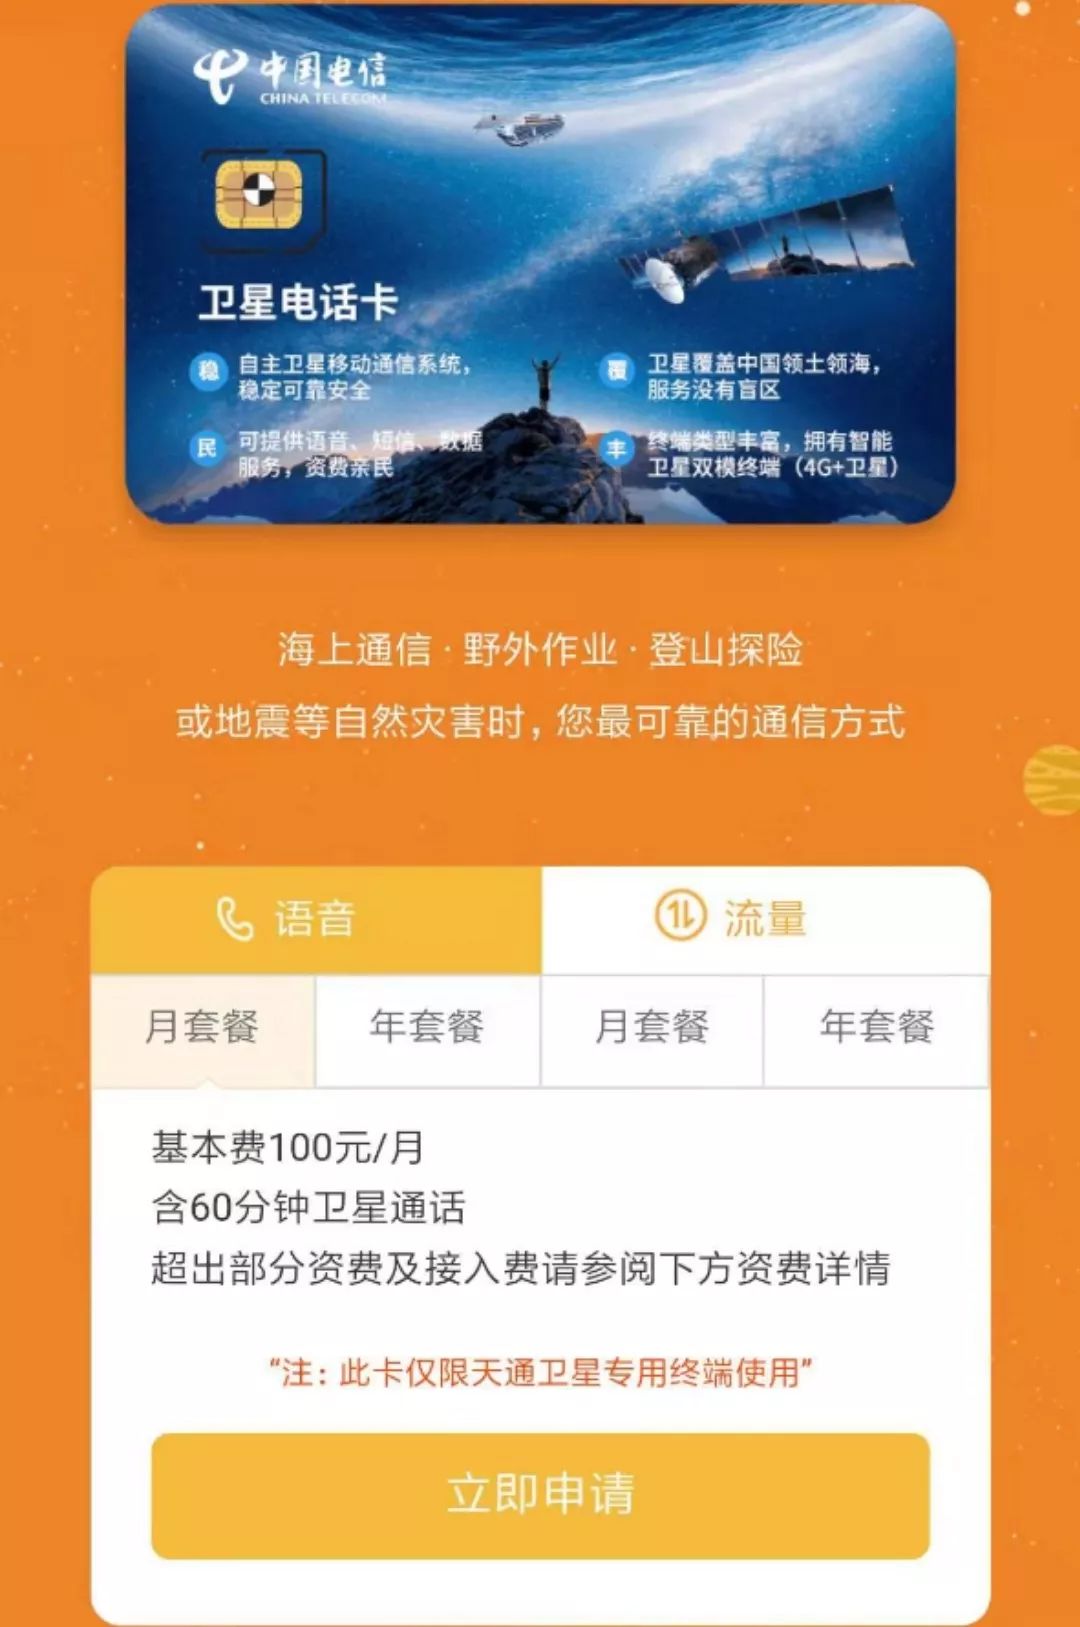 中国电信
CHINA TELECOM
卫星电话卡
稳 自主卫星移动通信系统，
稳定可靠安全
覆 卫星覆盖中国领土领海，
服务没有盲区
民 可提供语音、短信、数据
服务，资费亲民
丰 终端类型丰富，拥有智能
卫星双模终端（4G+卫星）
海上通信·野外作业·登山探险
或地震等自然灾害时，您最可靠的通信方式
语音 流量
月套餐 年套餐 月套餐 年套餐
基本费100元/月
含60分钟卫星通话
超出部分资费及接入费请参阅下方资费详情
“注：此卡仅限天通卫星专用终端使用”
立即申请